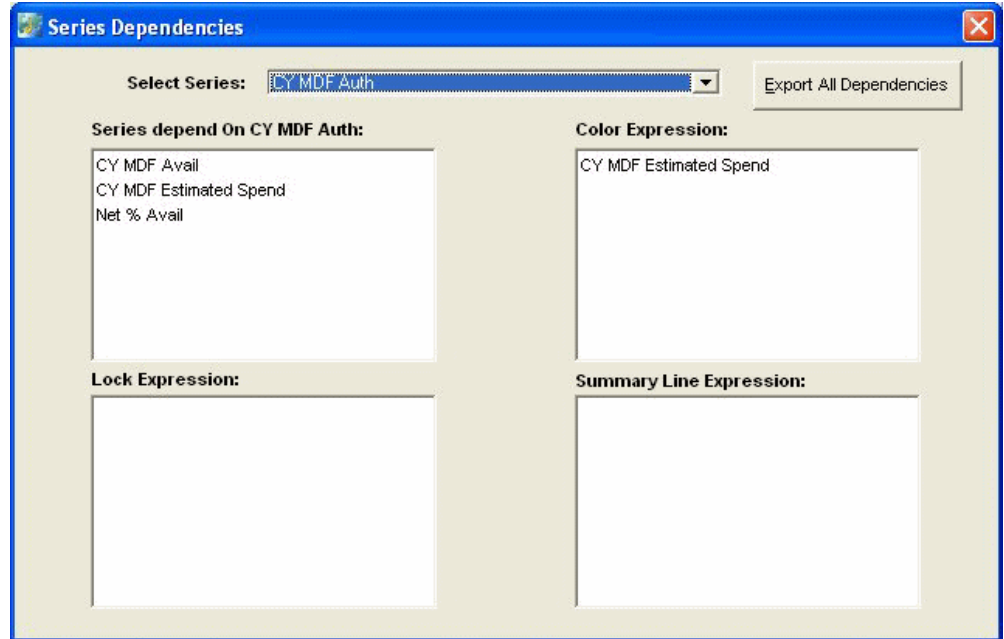 Series Dependencies
Select Series: CY MDF Auth Export All Dependencies
Series depend On CY MDF Auth:
CY MDF Avail
CY MDF Estimated Spend
Net % Avail
Color Expression:
CY MDF Estimated Spend
Lock Expression:
Summary Line Expression: